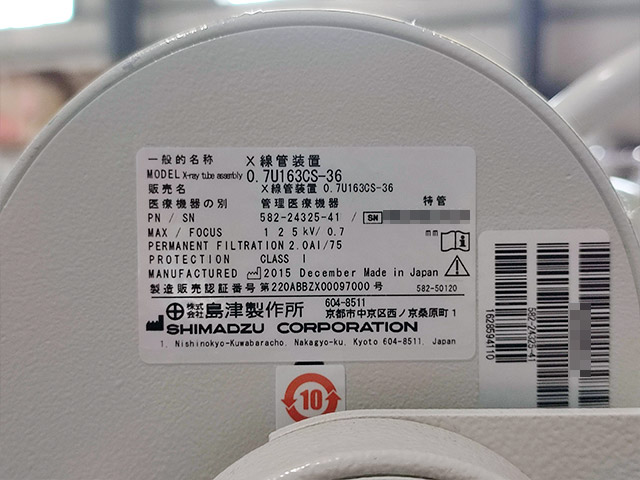 一般的名称 X線管装置
MODEL X-ray tube assembly 0.7U163CS-36
販売名 X線管装置 0.7U163CS-36
医療機器の別 管理医療機器 特管
PN / SN 582-24325-41 / SN
MAX / FOCUS 125kV/ 0.7 mm
PERMANENT FILTRATION 2.0Al/75
PROTECTION CLASS I
MANUFACTURED 2015 December Made in Japan
製造販売認証番号 第220ABBZX00097000号 582-50120
株式会社 島津製作所 604-8511
京都市中京区西ノ京桑原町1
SHIMADZU CORPORATION
1, Nishinokyo-Kuwabaracho, Nakagyo-ku, Kyoto 604-8511, Japan
10
582-24325-41
1628594110